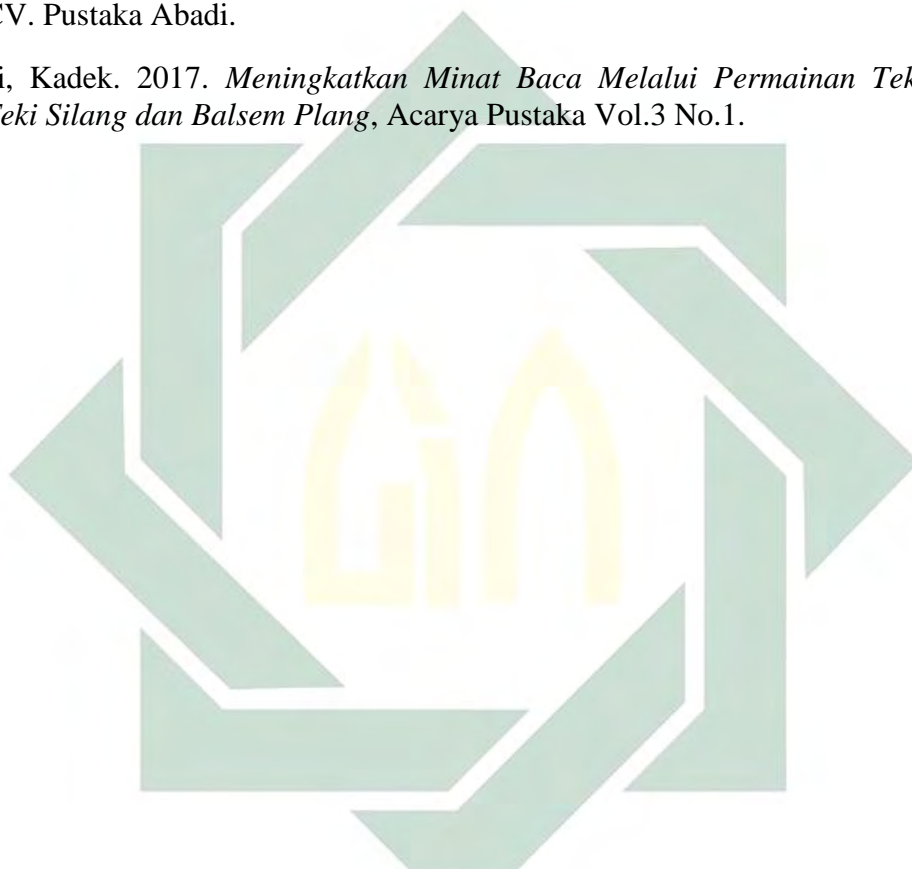 CV. Pustaka Abadi.
i, Kadek. 2017. Meningkatkan Minat Baca Melalui Permainan Tek
Teki Silang dan Balsem Plang, Acarya Pustaka Vol.3 No.1.
uin